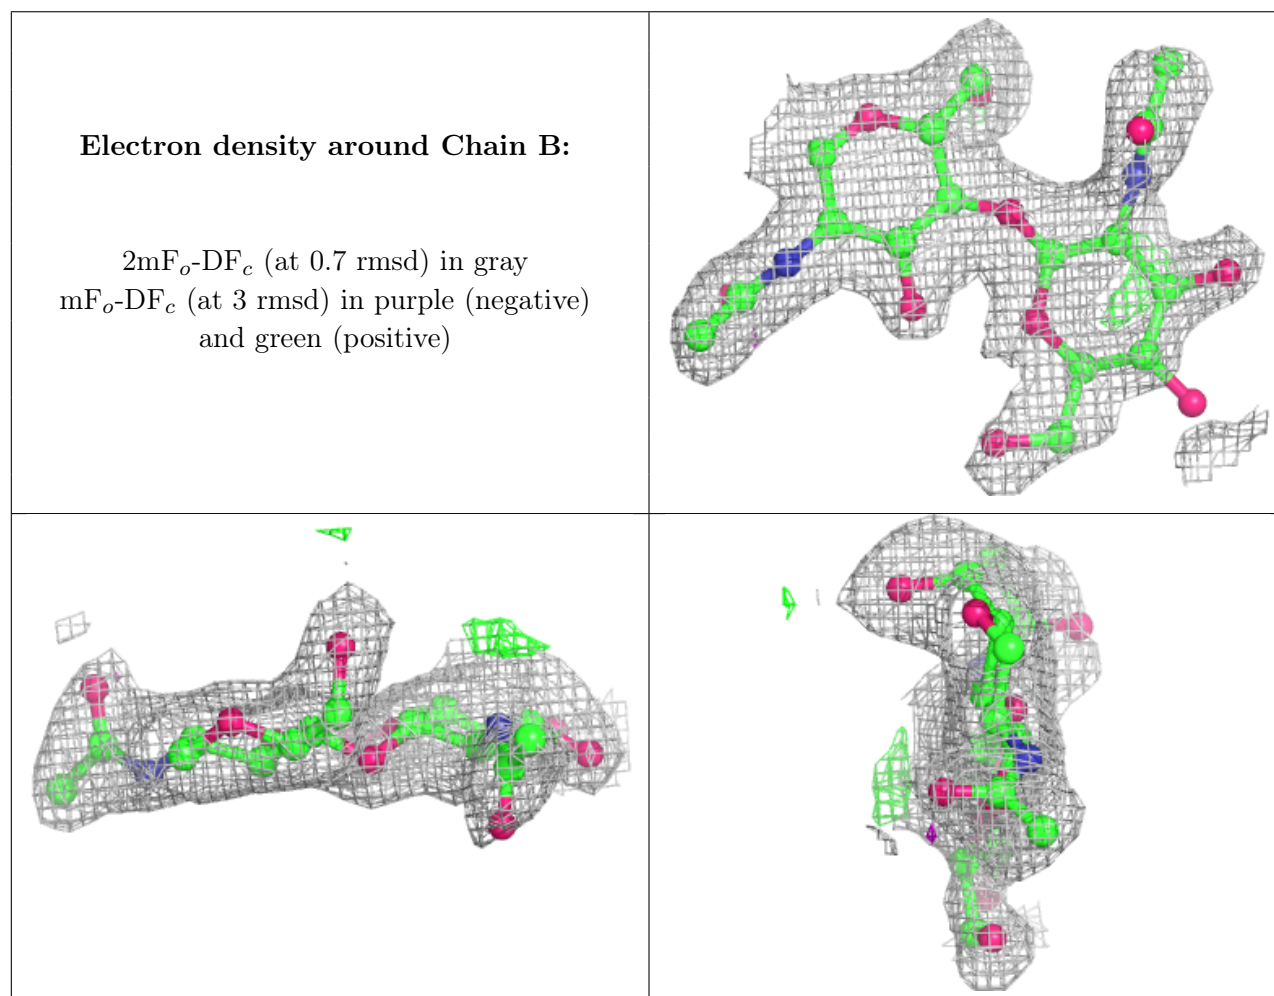 Electron density around Chain B:
2mFₒ-DF𝒸 (at 0.7 rmsd) in gray
mFₒ-DF𝒸 (at 3 rmsd) in purple (negative)
and green (positive)